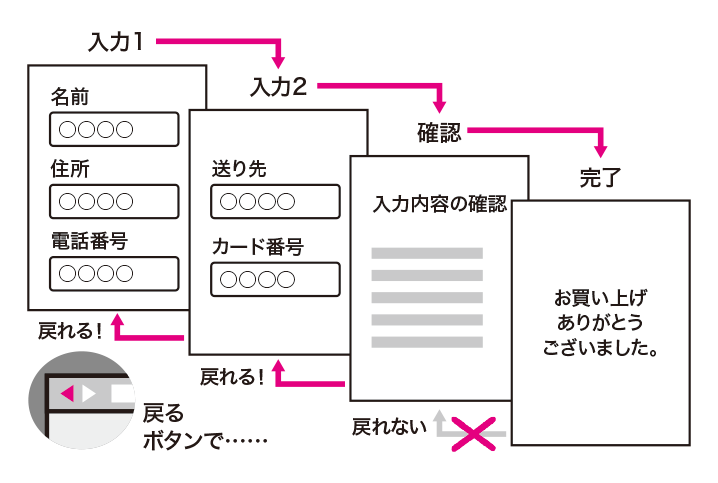 入力1
名前
○○○○
住所
○○○○
電話番号
○○○○
戻れる！
入力2
送り先
○○○○
カード番号
○○○○
戻れる！
確認
入力内容の確認
戻れない
完了
お買い上げ
ありがとう
ございました。
戻る
ボタンで……